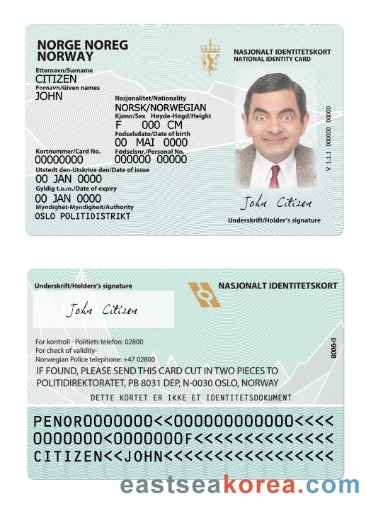 NORGE NOREG
NORWAY
NASJONALT IDENTITETSKORT
NATIONAL IDENTITY CARD
Etternavn/Surname
CITIZEN
Fornavn/Given names
JOHN
Nasjonalitet/Nationality
NORSK/NORWEGIAN
Kjønn/Sex Høyde-Høgd/Height
F 000 CM
Fødselsdato/Date of birth
00 MAI 0000
Kortnummer/Card No.
00000000
Fødselsnr./Personal No.
000000 00000
Utstedt den-Utskrive den/Date of issue
00 JAN 0000
Gyldig t.o.m./Date of expiry
00 JAN 0000
Myndighet-Myndigheit/Authority
OSLO POLITIDISTRIKT
V 1.1.1 000000 00000
John Citizen
Underskrift/Holder's signature
Underskrift/Holders's signature
John Citizen
NASJONALT IDENTITETSKORT
For kontroll - Politiets telefon: 02800
For check of validity-
Norwegian Police telephone: +47 02800
IF FOUND, PLEASE SEND THIS CARD CUT IN TWO PIECES TO
POLITIDIREKTORATET, PB 8031 DEP, N-0030 OSLO, NORWAY
DETTE KORTET ER IKKE ET IDENTITETSDOKUMENT
PENOR0000000<<000000000000<<<<
0000000<0000000F<<<<<<<<<<<<<<
CITIZEN<<JOHN<<<<<<<<<<<<<<<<<
eastseakorea.com